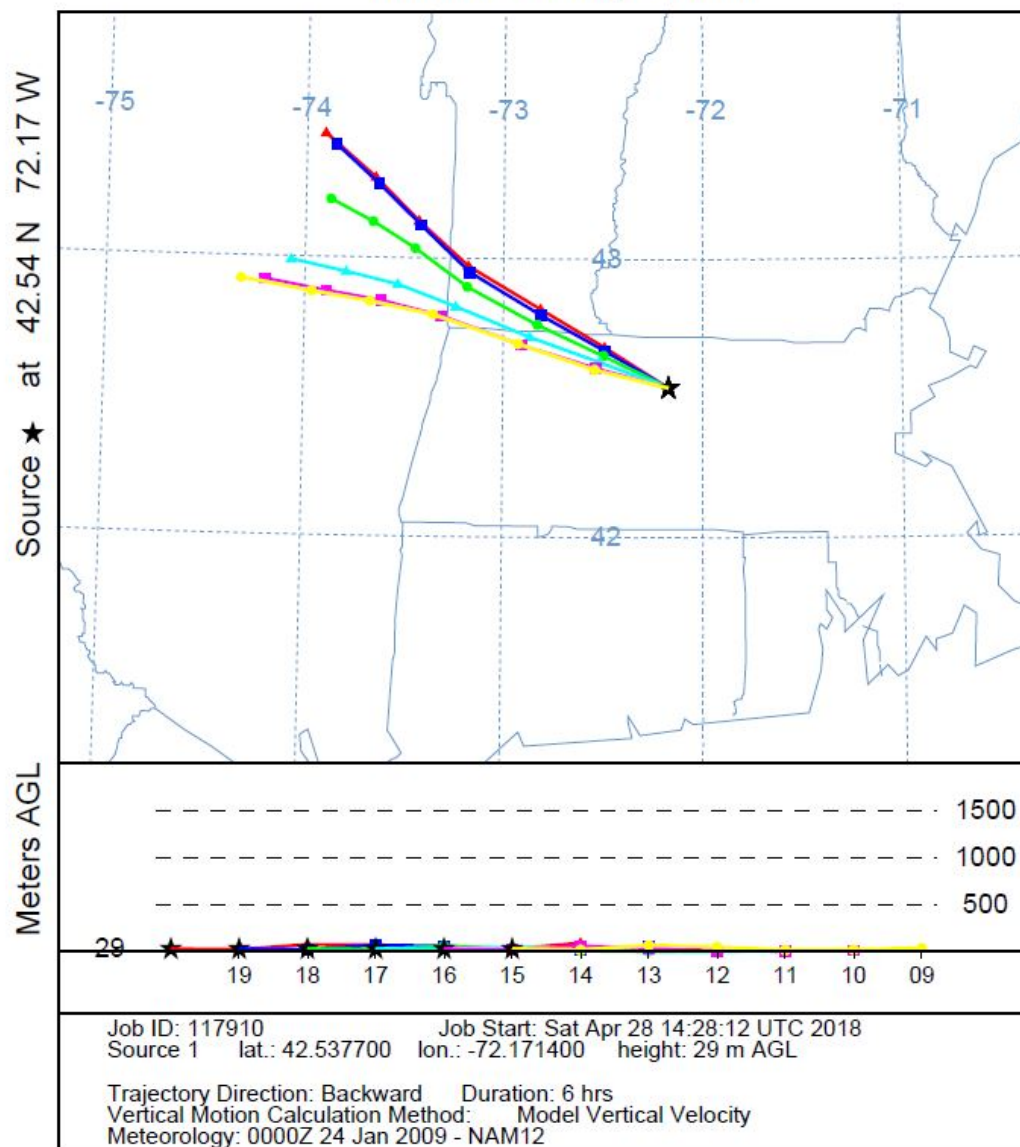 Source ★ at 42.54 N 72.17 W
-75
-74
-73
-72
-71
43
42
Meters AGL
1500
1000
500
29
19 18 17 16 15 14 13 12 11 10 09
Job ID: 117910 Job Start: Sat Apr 28 14:28:12 UTC 2018
Source 1 lat.: 42.537700 lon.: -72.171400 height: 29 m AGL
Trajectory Direction: Backward Duration: 6 hrs
Vertical Motion Calculation Method: Model Vertical Velocity
Meteorology: 0000Z 24 Jan 2009 - NAM12